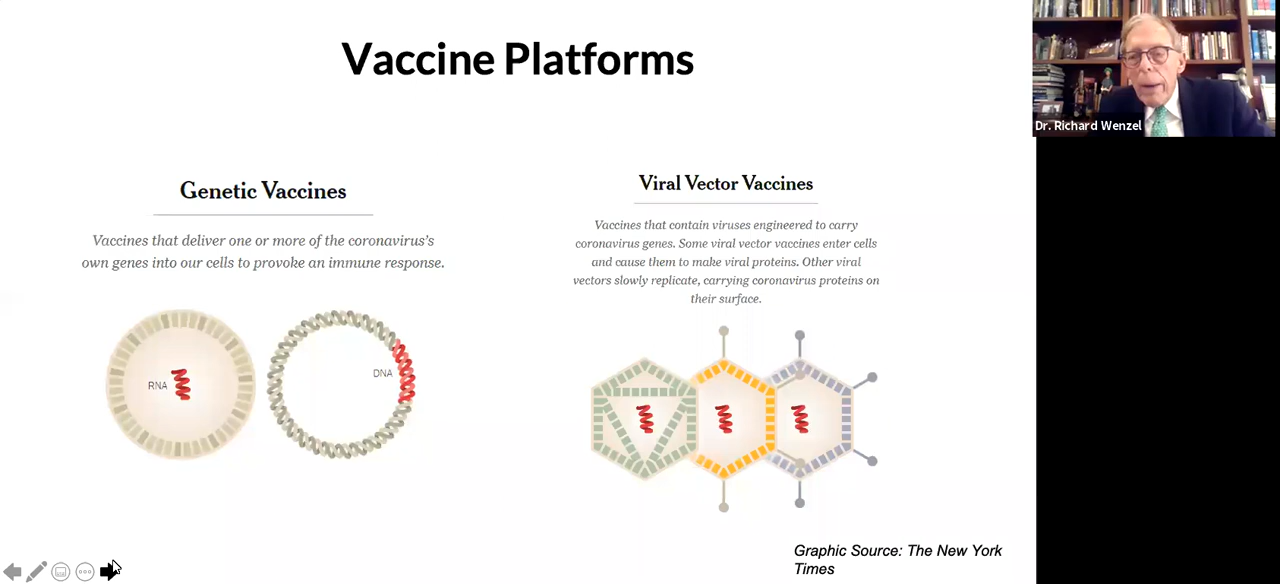 Vaccine Platforms
Genetic Vaccines
Vaccines that deliver one or more of the coronavirus's
own genes into our cells to provoke an immune response.
RNA
DNA
Viral Vector Vaccines
Vaccines that contain viruses engineered to carry
coronavirus genes. Some viral vector vaccines enter cells
and cause them to make viral proteins. Other viral
vectors slowly replicate, carrying coronavirus proteins on
their surface.
Graphic Source: The New York
Times
Dr. Richard Wenzel